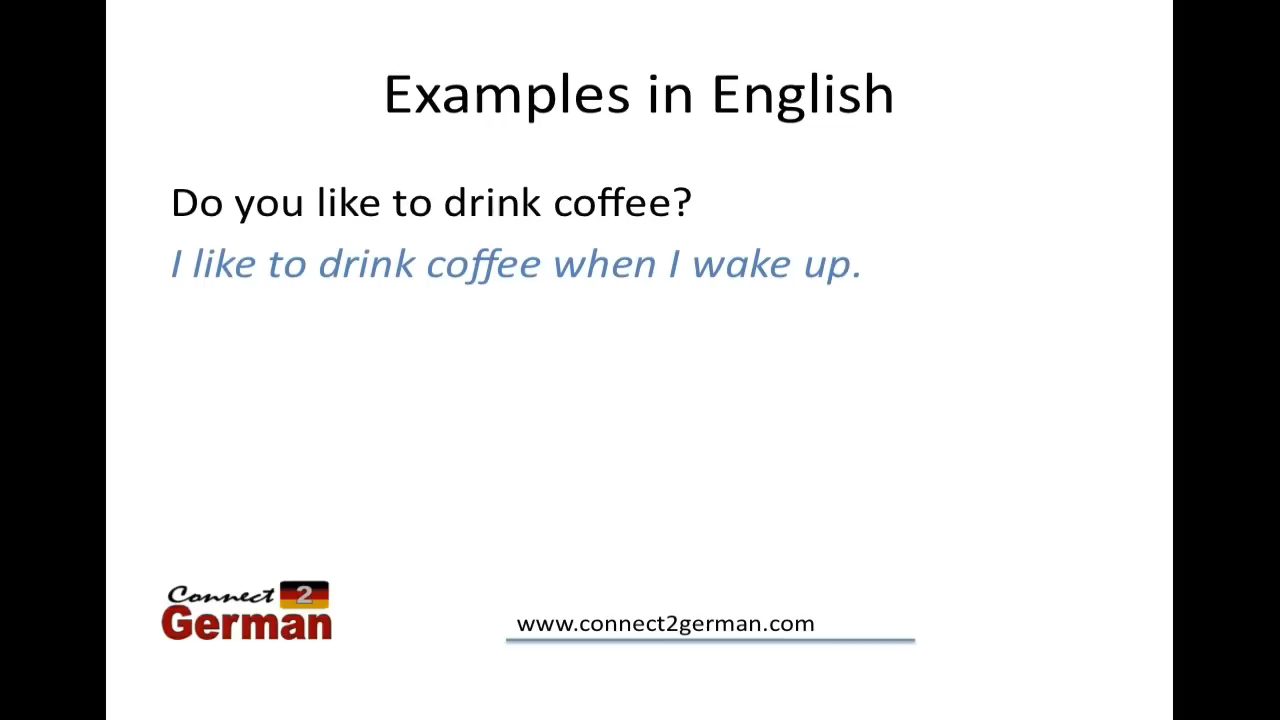 Examples in English
Do you like to drink coffee?
I like to drink coffee when I wake up.
Connect 2
German
www.connect2german.com